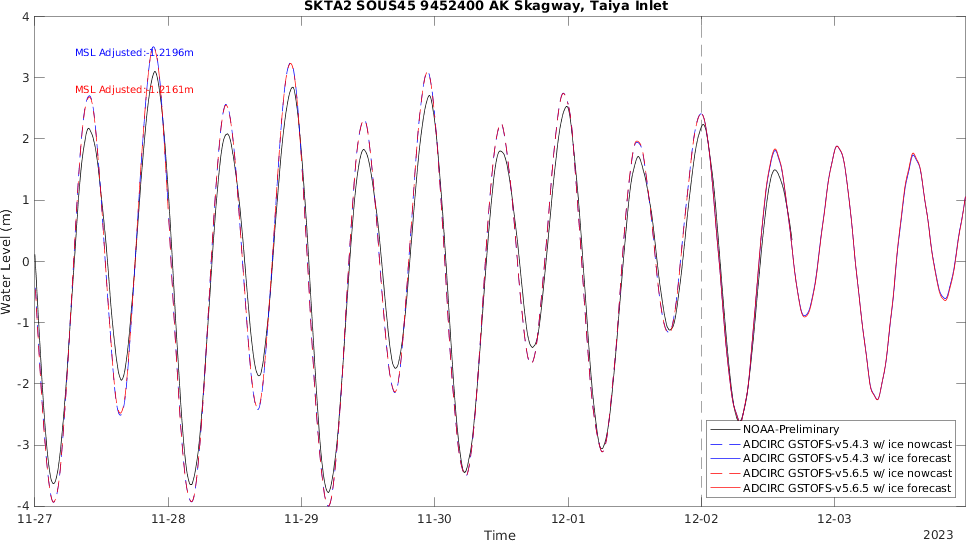 SKTA2 SOUS45 9452400 AK Skagway, Taiya Inlet
4
MSL Adjusted:-1.2196m
3
MSL Adjusted:-1.2161m
2
1
0
-1
-2
-3
-4
Water Level (m)
NOAA-Preliminary
ADCIRC GSTOFS-v5.4.3 w/ ice nowcast
ADCIRC GSTOFS-v5.4.3 w/ ice forecast
ADCIRC GSTOFS-v5.6.5 w/ ice nowcast
ADCIRC GSTOFS-v5.6.5 w/ ice forecast
11-27 11-28 11-29 11-30 12-01 12-02 12-03
Time
2023